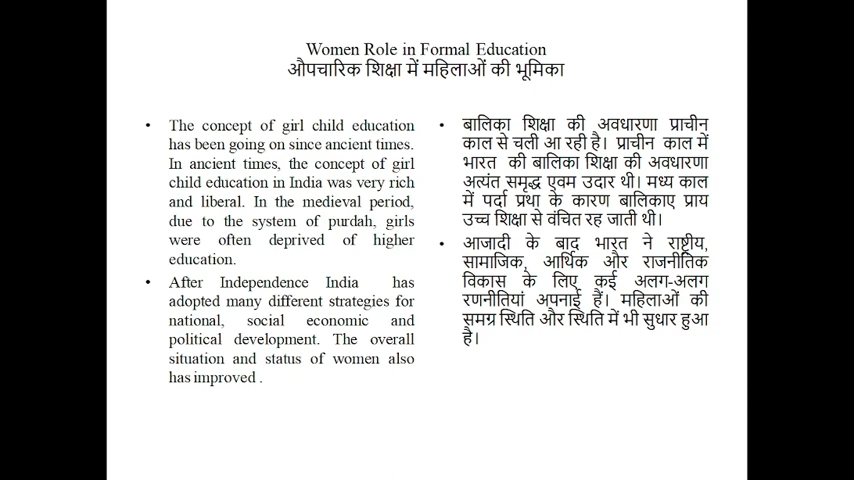 Women Role in Formal Education
औपचारिक शिक्षा में महिलाओं की भूमिका
• The concept of girl child education
has been going on since ancient times.
In ancient times, the concept of girl
child education in India was very rich
and liberal. In the medieval period,
due to the system of purdah, girls
were often deprived of higher
education.
• After Independence India has
adopted many different strategies for
national, social economic and
political development. The overall
situation and status of women also
has improved .
• बालिका शिक्षा की अवधारणा प्राचीन
काल से चली आ रही है। प्राचीन काल में
भारत की बालिका शिक्षा की अवधारणा
अत्यंत समृद्ध एवम उदार थी। मध्य काल
में पर्दा प्रथा के कारण बालिकाए प्राय
उच्च शिक्षा से वंचित रह जाती थी।
• आजादी के बाद भारत ने राष्ट्रीय,
सामाजिक, आर्थिक और राजनीतिक
विकास के लिए कई अलग-अलग
रणनीतियां अपनाई हैं। महिलाओं की
समग्र स्थिति और स्थिति में भी सुधार हुआ
है।